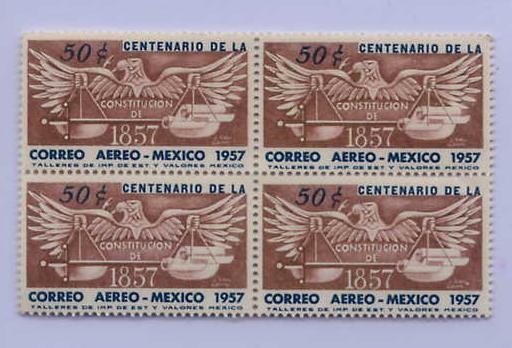 50 ¢ CENTENARIO DE LA
CONSTITUCION
DE
1857
CORREO AEREO - MEXICO 1957
TALLERES DE IMP. DE EST. Y VALORES MEXICO
50 ¢ CENTENARIO DE LA
CONSTITUCION
DE
1857
CORREO AEREO - MEXICO 1957
TALLERES DE IMP. DE EST. Y VALORES MEXICO
50 ¢ CENTENARIO DE LA
CONSTITUCION
DE
1857
CORREO AEREO - MEXICO 1957
TALLERES DE IMP. DE EST. Y VALORES MEXICO
50 ¢ CENTENARIO DE LA
CONSTITUCION
DE
1857
CORREO AEREO - MEXICO 1957
TALLERES DE IMP. DE EST. Y VALORES MEXICO